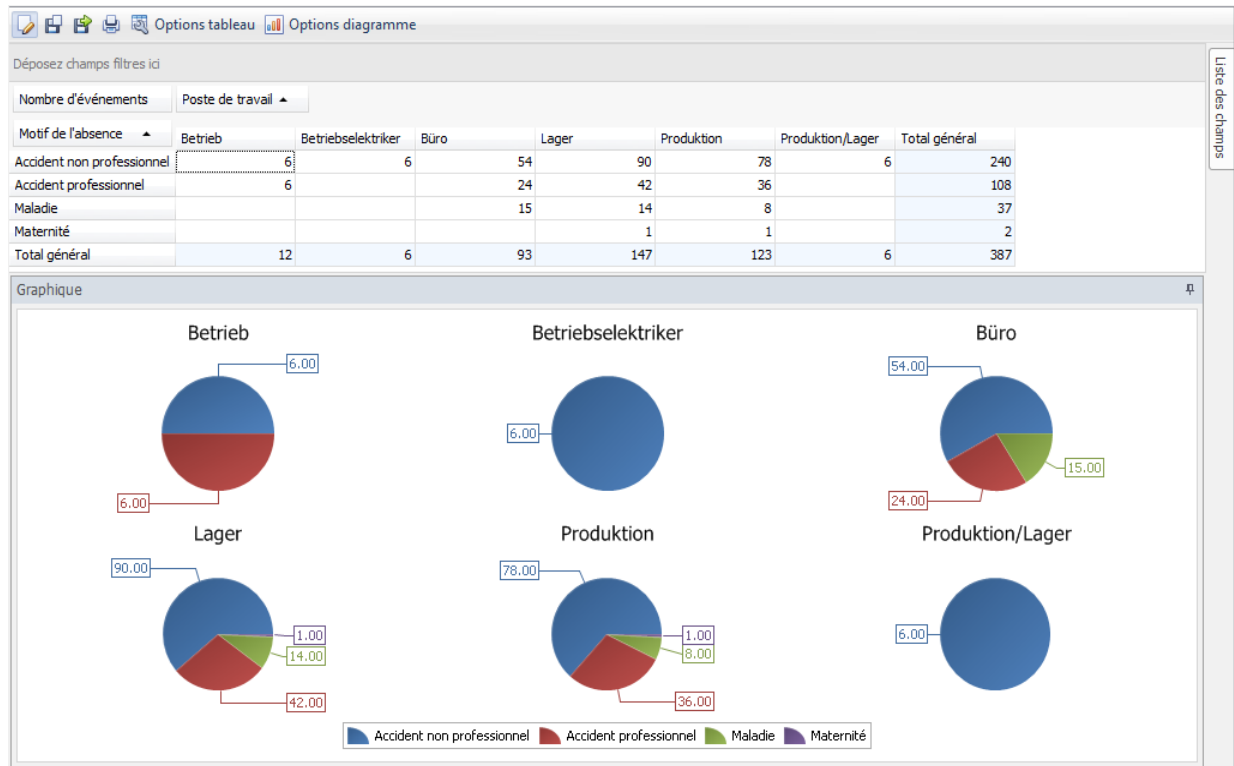 Options tableau Options diagramme
Déposez champs filtres ici
Liste des champs
Nombre d'événements Poste de travail
Motif de l'absence Betrieb Betriebselektriker Büro Lager Produktion Produktion/Lager Total général
Accident non professionnel 6 6 54 90 78 6 240
Accident professionnel 6 24 42 36 108
Maladie 15 14 8 37
Maternité 1 1 2
Total général 12 6 93 147 123 6 387
Graphique
Betrieb Betriebselektriker Büro
6.00 54.00
6.00 15.00
6.00 24.00
Lager Produktion Produktion/Lager
90.00 78.00
1.00 1.00 6.00
14.00 8.00
42.00 36.00
Accident non professionnel Accident professionnel Maladie Maternité